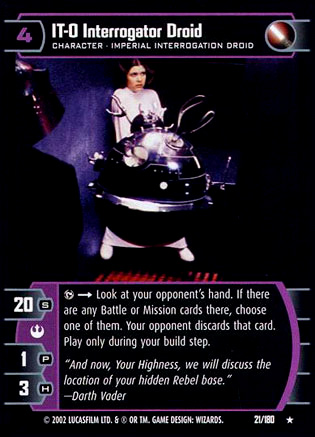 4
IT-O Interrogator Droid
CHARACTER · IMPERIAL INTERROGATION DROID
20 S
1 P
3 H
→ Look at your opponent's hand. If there
are any Battle or Mission cards there, choose
one of them. Your opponent discards that card.
Play only during your build step.
"And now, Your Highness, we will discuss the
location of your hidden Rebel base."
—Darth Vader
© 2002 LUCASFILM LTD. & ® OR TM. GAME DESIGN: WIZARDS.
21/180 ★